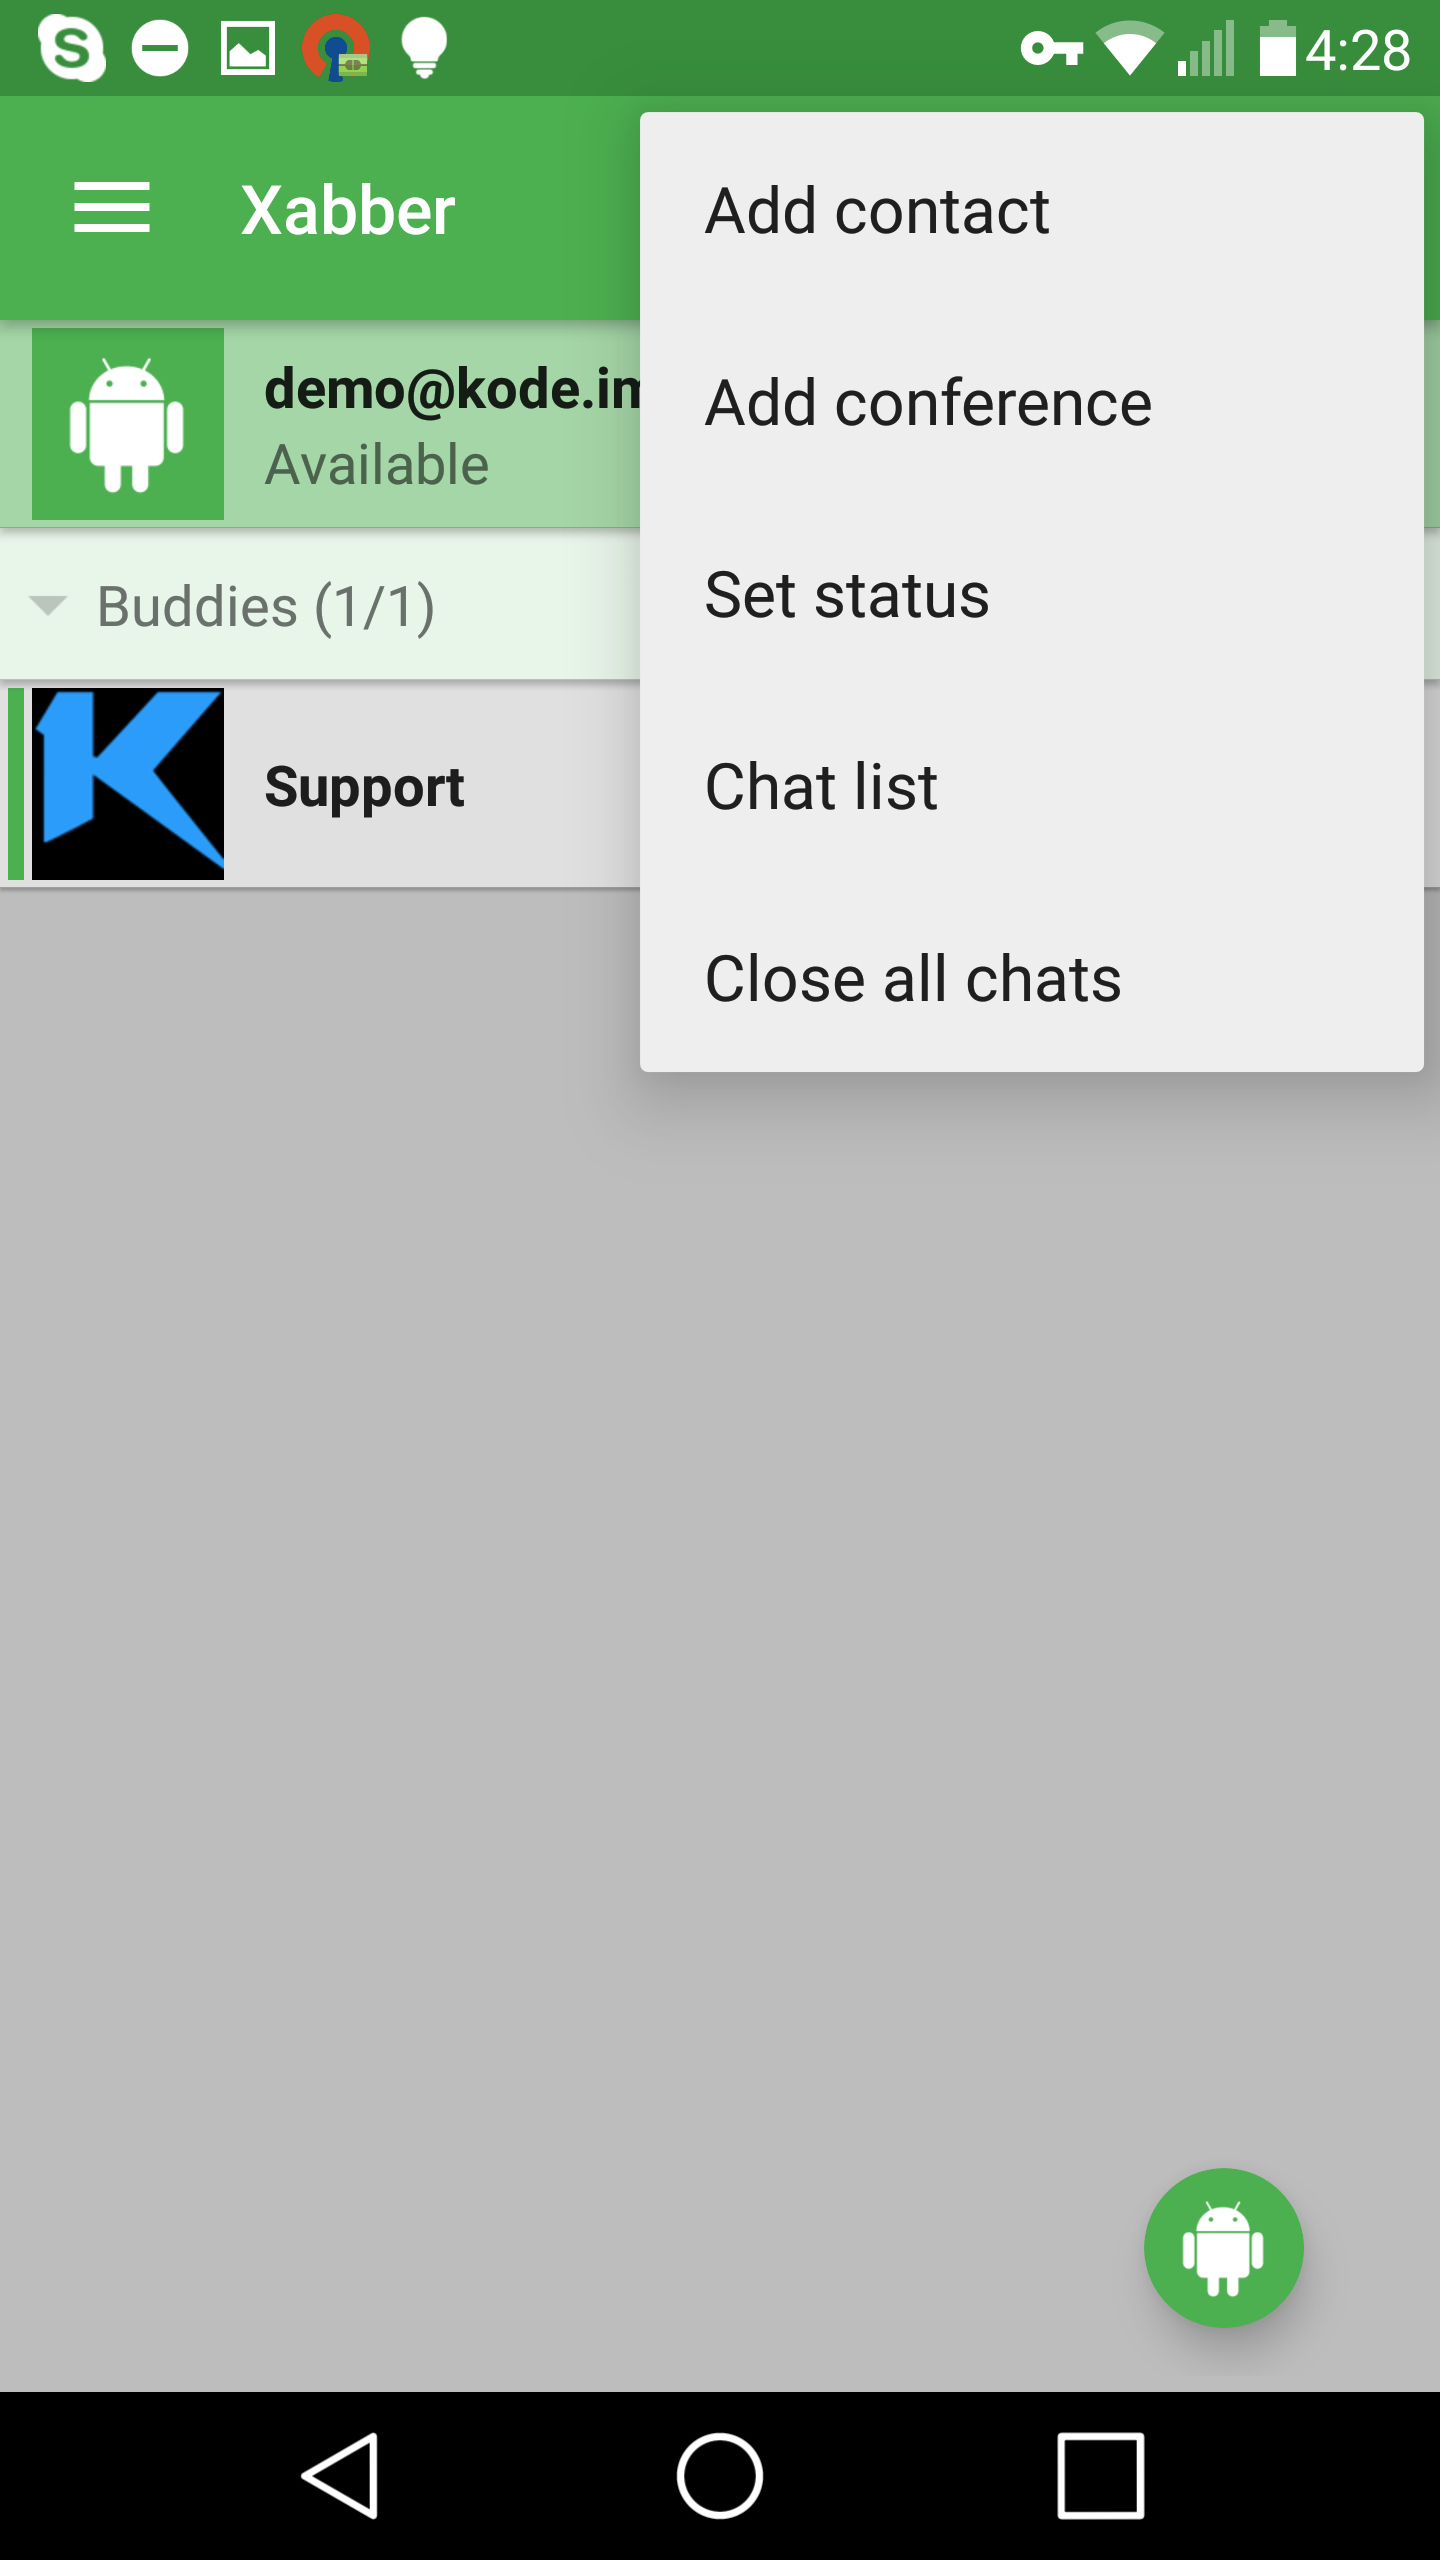 4:28
Xabber
Add contact
Add conference
Set status
Chat list
Close all chats
demo@kode.im
Available
Buddies (1/1)
Support